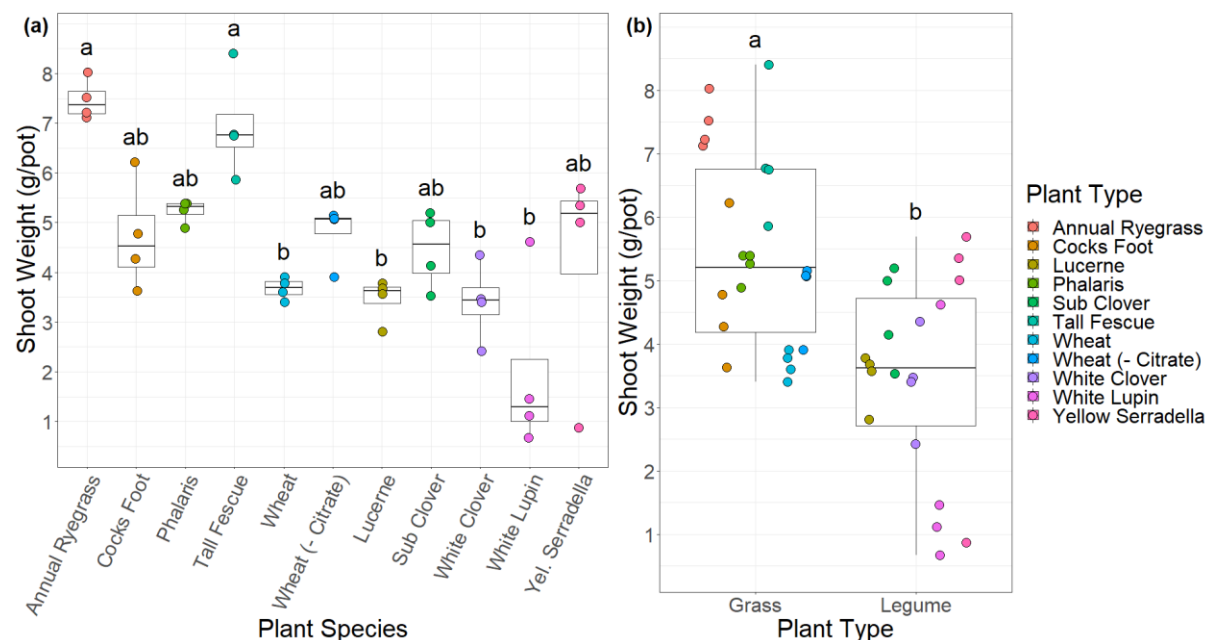 (a)
Shoot Weight (g/pot)
8
7
6
5
4
3
2
1
a
ab
ab
a
b
ab
b
ab
b
b
ab
Annual Ryegrass
Cocks Foot
Phalaris
Tall Fescue
Wheat
Wheat (- Citrate)
Lucerne
Sub Clover
White Clover
White Lupin
Yel. Serradella
Plant Species
(b)
Shoot Weight (g/pot)
8
7
6
5
4
3
2
1
a
b
Grass
Legume
Plant Type
Plant Type
Annual Ryegrass
Cocks Foot
Lucerne
Phalaris
Sub Clover
Tall Fescue
Wheat
Wheat (- Citrate)
White Clover
White Lupin
Yellow Serradella